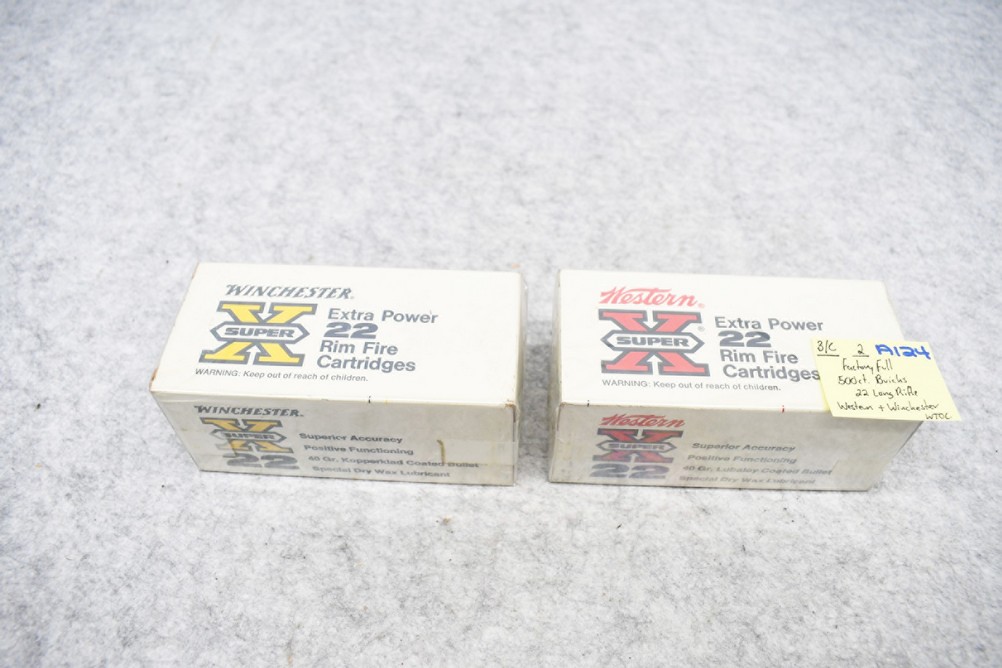 WINCHESTER®
X
SUPER
Extra Power
22
Rim Fire
Cartridges
WARNING: Keep out of reach of children.
WINCHESTER®
X
SUPER
22
Superior Accuracy
Positive Functioning
40 Gr. Kopperklad Coated Bullet
Special Dry Wax Lubricant
Western®
X®
SUPER
Extra Power
22
Rim Fire
Cartridges
WARNING: Keep out of reach of children.
Western
X
SUPER
22
Superior Accuracy
Positive Functioning
40 Gr. Lubaloy Coated Bullet
Special Dry Wax Lubricant
B/C 2 A124
Factory Full
500ct. Bricks
22 Long Rifle
Western + Winchester